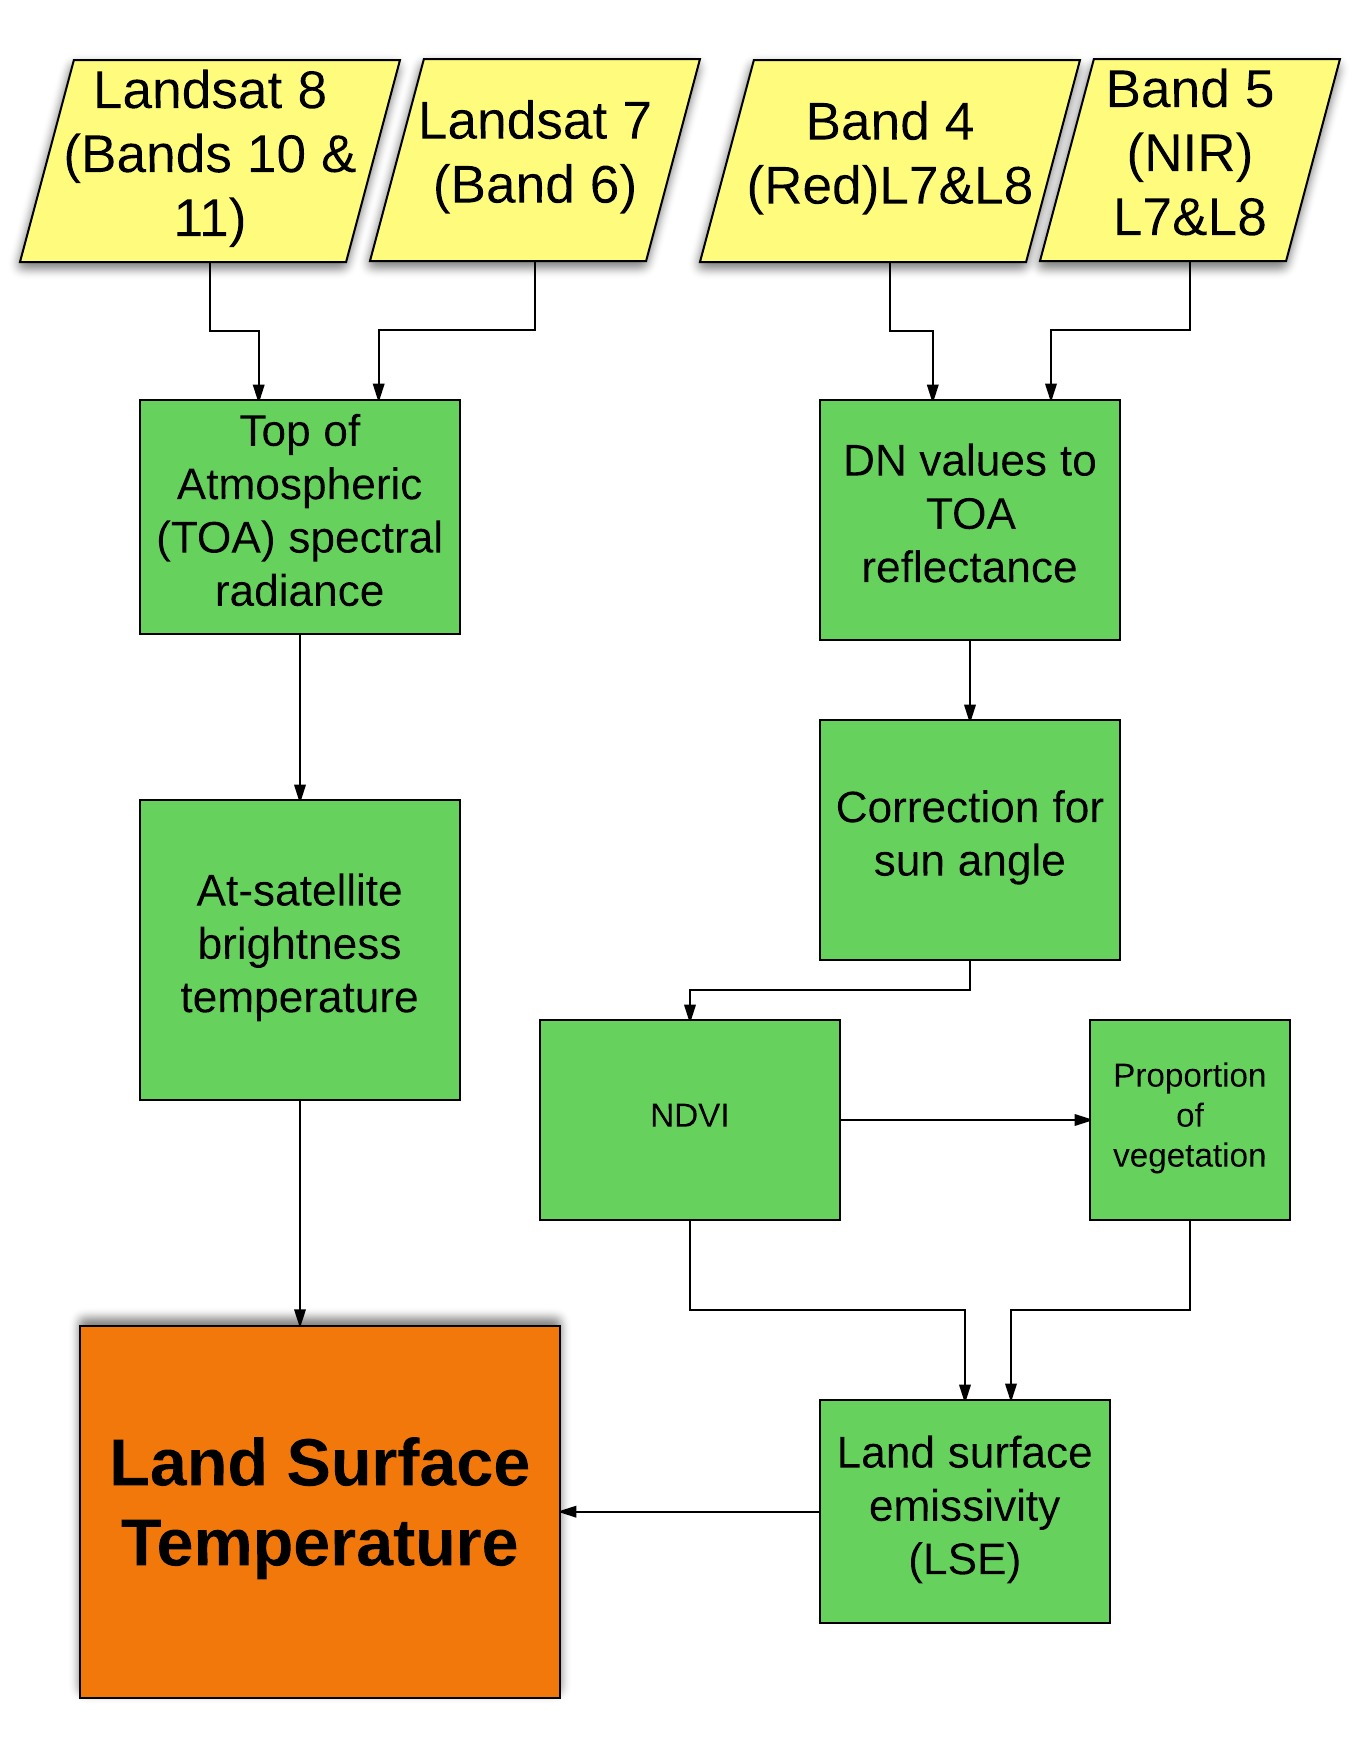 Landsat 8
(Bands 10 &
11)
Landsat 7
(Band 6)
Band 4
(Red)L7&L8
Band 5
(NIR)
L7&L8
Top of
Atmospheric
(TOA) spectral
radiance
DN values to
TOA
reflectance
Correction for
sun angle
At-satellite
brightness
temperature
NDVI
Proportion
of
vegetation
Land Surface
Temperature
Land surface
emissivity
(LSE)